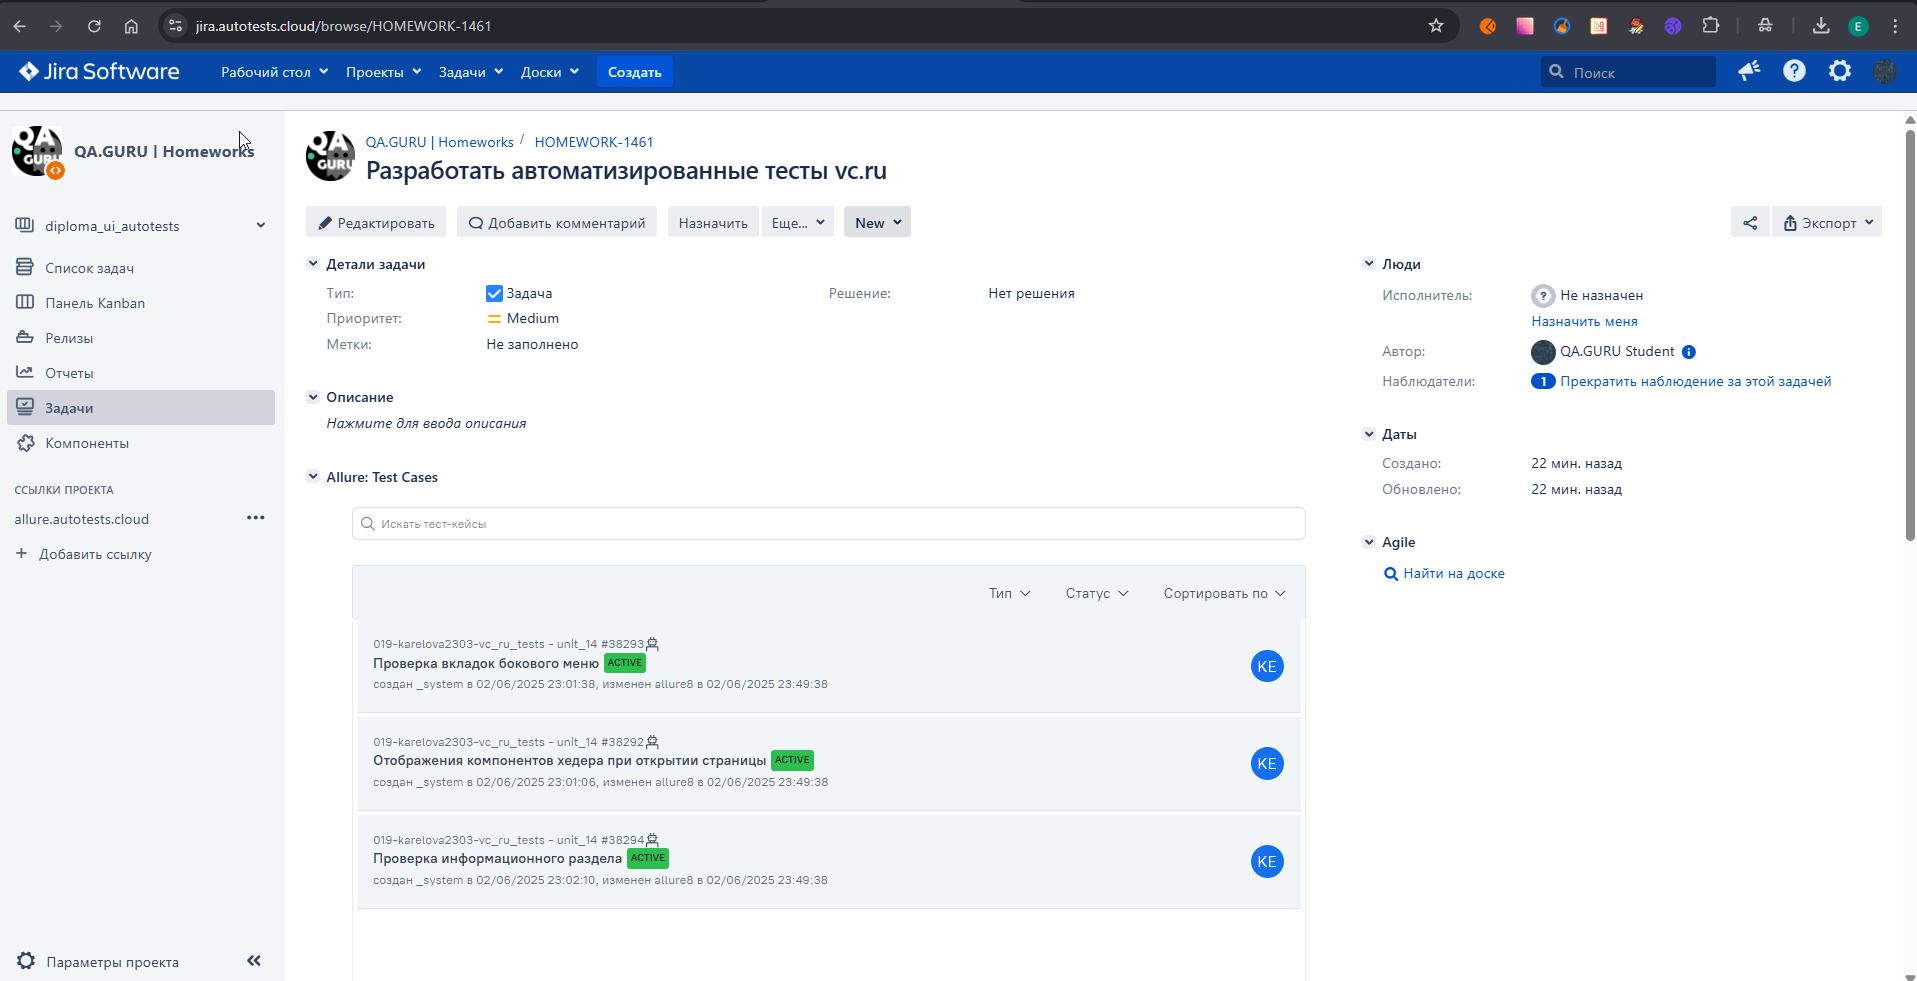 jira.autotests.cloud/browse/HOMEWORK-1461
E
Jira Software
Рабочий стол
Проекты
Задачи
Доски
Создать
Поиск
QA.GURU | Homeworks
diploma_ui_autotests
Список задач
Панель Kanban
Релизы
Отчеты
Задачи
Компоненты
ССЫЛКИ ПРОЕКТА
allure.autotests.cloud
Добавить ссылку
Параметры проекта
QA.GURU | Homeworks / HOMEWORK-1461
Разработать автоматизированные тесты vc.ru
Редактировать
Добавить комментарий
Назначить
Еще...
New
Экспорт
Детали задачи
Тип: Задача
Решение: Нет решения
Приоритет: Medium
Метки: Не заполнено
Описание
Нажмите для ввода описания
Allure: Test Cases
Искать тест-кейсы
Тип
Статус
Сортировать по
019-karelova2303-vc_ru_tests - unit_14 #38293
Проверка вкладок бокового меню ACTIVE
создан _system в 02/06/2025 23:01:38, изменен allure8 в 02/06/2025 23:49:38
KE
019-karelova2303-vc_ru_tests - unit_14 #38292
Отображения компонентов хедера при открытии страницы ACTIVE
создан _system в 02/06/2025 23:01:06, изменен allure8 в 02/06/2025 23:49:38
KE
019-karelova2303-vc_ru_tests - unit_14 #38294
Проверка информационного раздела ACTIVE
создан _system в 02/06/2025 23:02:10, изменен allure8 в 02/06/2025 23:49:38
KE
Люди
Исполнитель: Не назначен
Назначить меня
Автор: QA.GURU Student
Наблюдатели: 1 Прекратить наблюдение за этой задачей
Даты
Создано: 22 мин. назад
Обновлено: 22 мин. назад
Agile
Найти на доске